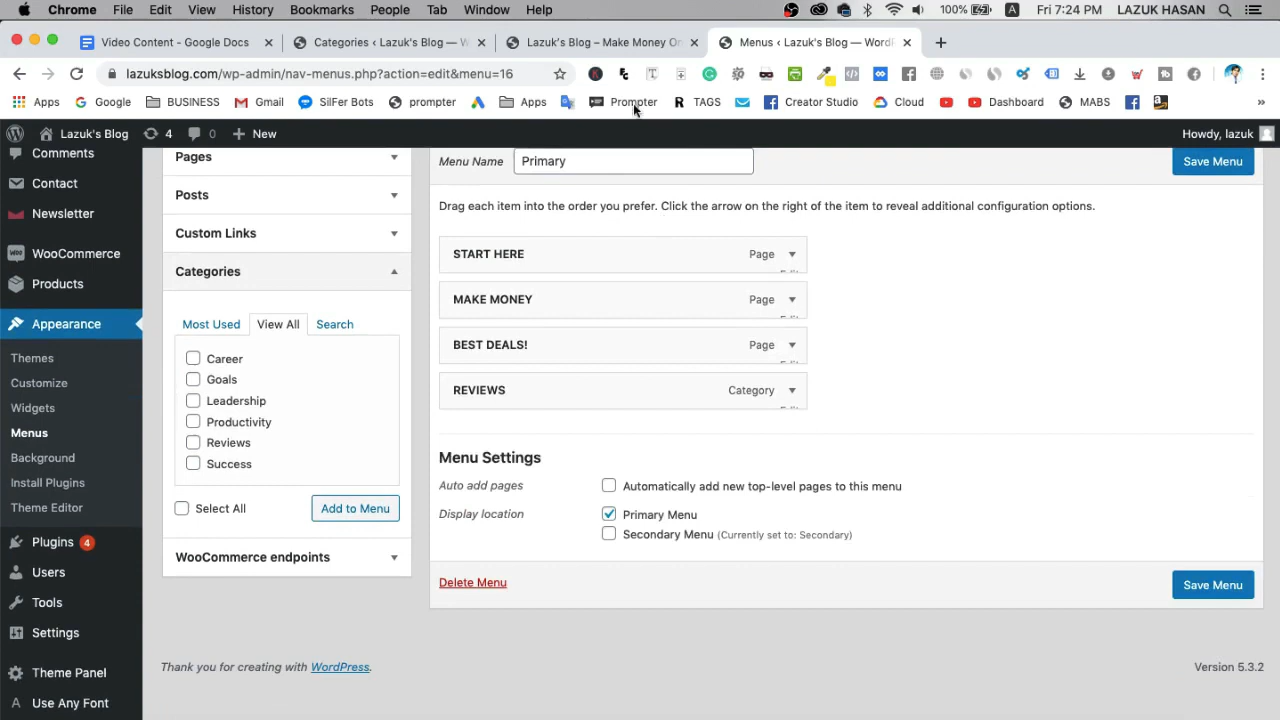 Chrome File Edit View History Bookmarks People Tab Window Help 100% A Fri 7:24 PM LAZUK HASAN
Video Content - Google Docs Categories ‹ Lazuk's Blog — W Lazuk's Blog – Make Money On Menus ‹ Lazuk's Blog — WordP
lazuksblog.com/wp-admin/nav-menus.php?action=edit&menu=16
Apps Google BUSINESS Gmail SilFer Bots prompter Apps Prompter R TAGS Creator Studio Cloud Dashboard MABS »
Lazuk's Blog 4 0 New Howdy, lazuk
Comments
Contact
Newsletter
WooCommerce
Products
Appearance
Themes
Customize
Widgets
Menus
Background
Install Plugins
Theme Editor
Plugins 4
Users
Tools
Settings
Theme Panel
A Use Any Font
Pages
Posts
Custom Links
Categories
Most Used View All Search
Career
Goals
Leadership
Productivity
Reviews
Success
Select All Add to Menu
WooCommerce endpoints
Menu Name Primary Save Menu
Drag each item into the order you prefer. Click the arrow on the right of the item to reveal additional configuration options.
START HERE Page
MAKE MONEY Page
BEST DEALS! Page
REVIEWS Category
Menu Settings
Auto add pages Automatically add new top-level pages to this menu
Display location Primary Menu
Secondary Menu (Currently set to: Secondary)
Delete Menu Save Menu
Thank you for creating with WordPress. Version 5.3.2